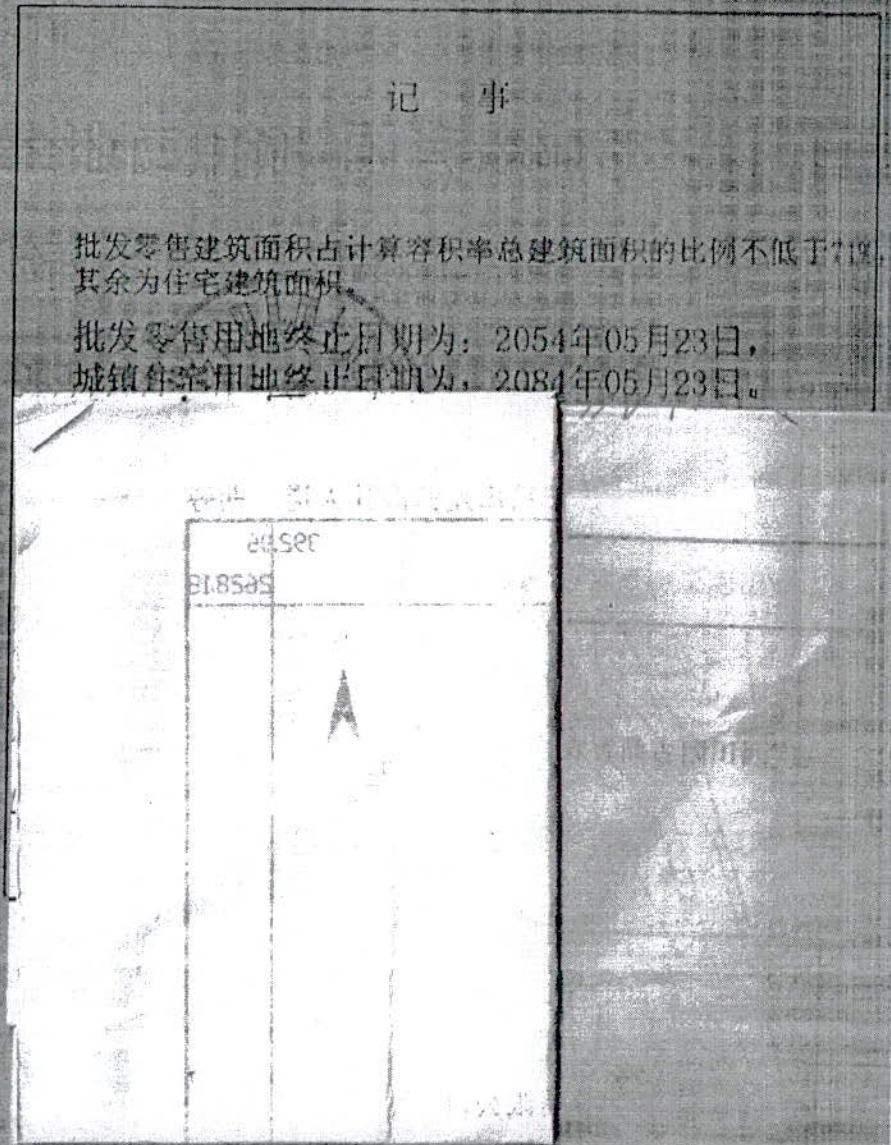 记 事
批发零售建筑面积占计算容积率总建筑面积的比例不低于71%,
其余为住宅建筑面积。
批发零售用地终止日期为：2054年05月23日，
城镇住宅用地终止日期为：2084年05月23日。
392.96
2628.18